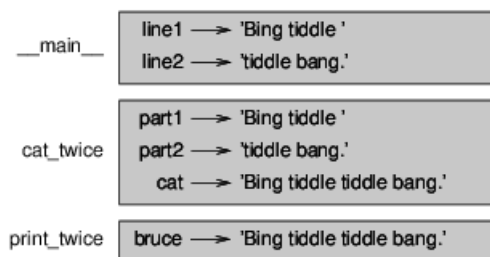 __main__
line1 → 'Bing tiddle '
line2 → 'tiddle bang.'
cat_twice
part1 → 'Bing tiddle '
part2 → 'tiddle bang.'
cat → 'Bing tiddle tiddle bang.'
print_twice
bruce → 'Bing tiddle tiddle bang.'